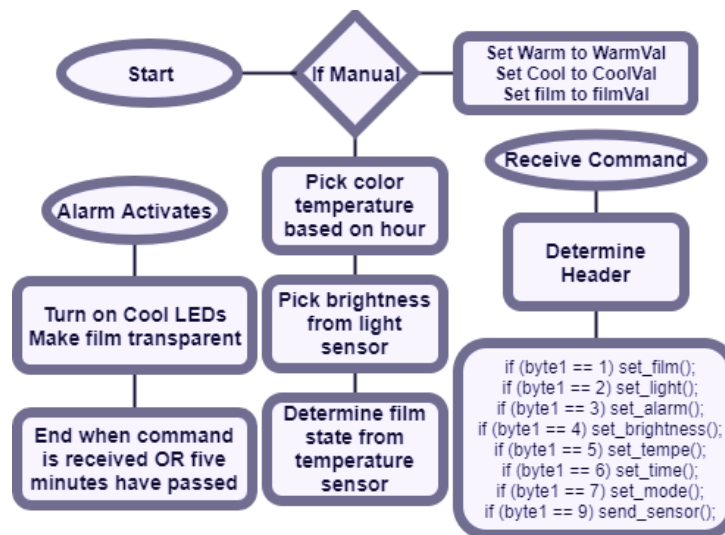 Start
If Manual
Set Warm to WarmVal
Set Cool to CoolVal
Set film to filmVal
Pick color
temperature
based on hour
Pick brightness
from light
sensor
Determine film
state from
temperature
sensor
Alarm Activates
Turn on Cool LEDs
Make film transparent
End when command
is received OR five
minutes have passed
Receive Command
Determine
Header
if (byte1 == 1) set_film();
if (byte1 == 2) set_light();
if (byte1 == 3) set_alarm();
if (byte1 == 4) set_brightness();
if (byte1 == 5) set_tempe();
if (byte1 == 6) set_time();
if (byte1 == 7) set_mode();
if (byte1 == 9) send_sensor();